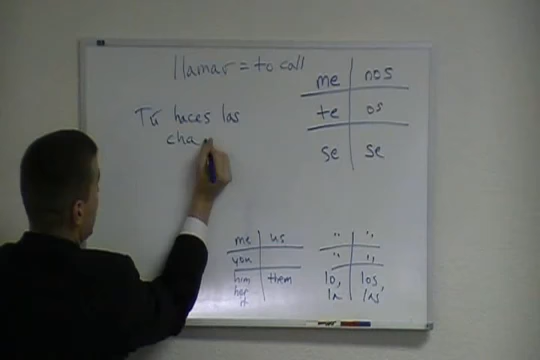 llamar = to call
me nos
te os
se se
Tú haces las
cha
me us
you
him them
her
it
" "
" "
lo, los,
la las